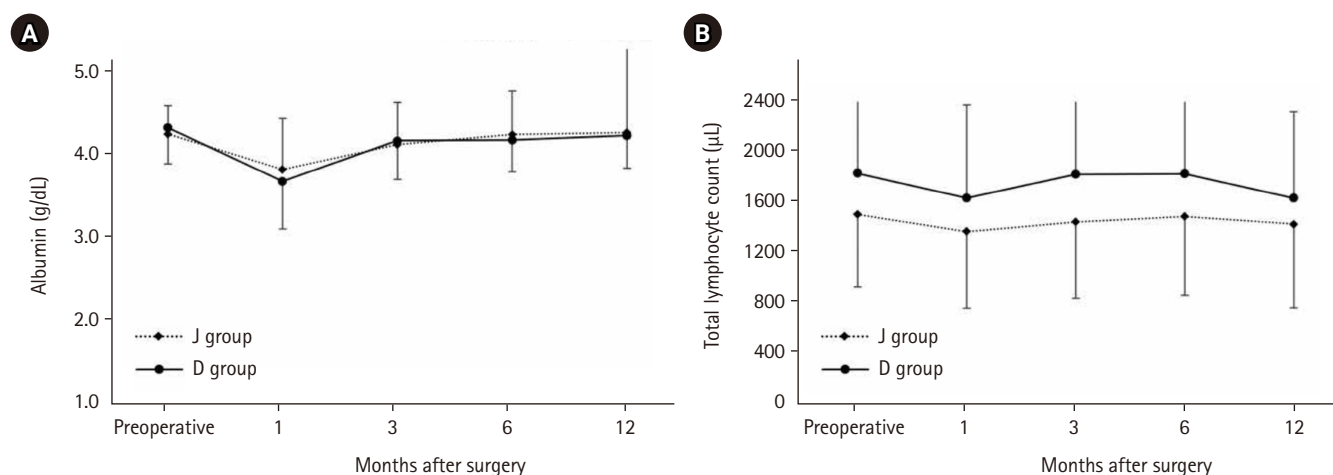 A
5.0
4.0
3.0
2.0
1.0
Albumin (g/dL)
J group
D group
Preoperative 1 3 6 12
Months after surgery
B
2400
2000
1600
1200
800
400
0
Total lymphocyte count (μL)
J group
D group
Preoperative 1 3 6 12
Months after surgery